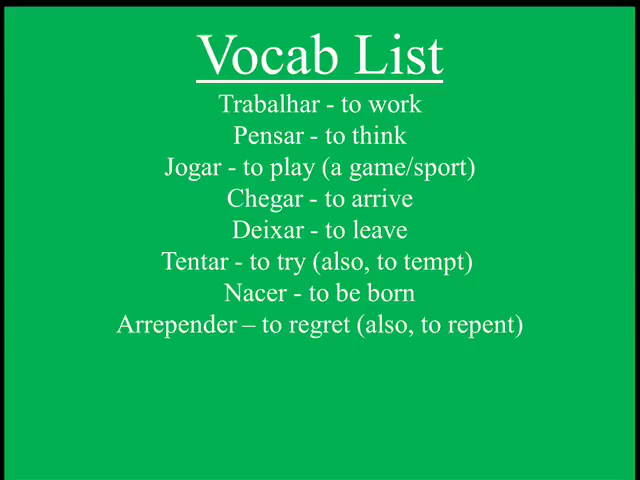 Vocab List
Trabalhar - to work
Pensar - to think
Jogar - to play (a game/sport)
Chegar - to arrive
Deixar - to leave
Tentar - to try (also, to tempt)
Nacer - to be born
Arrepender – to regret (also, to repent)